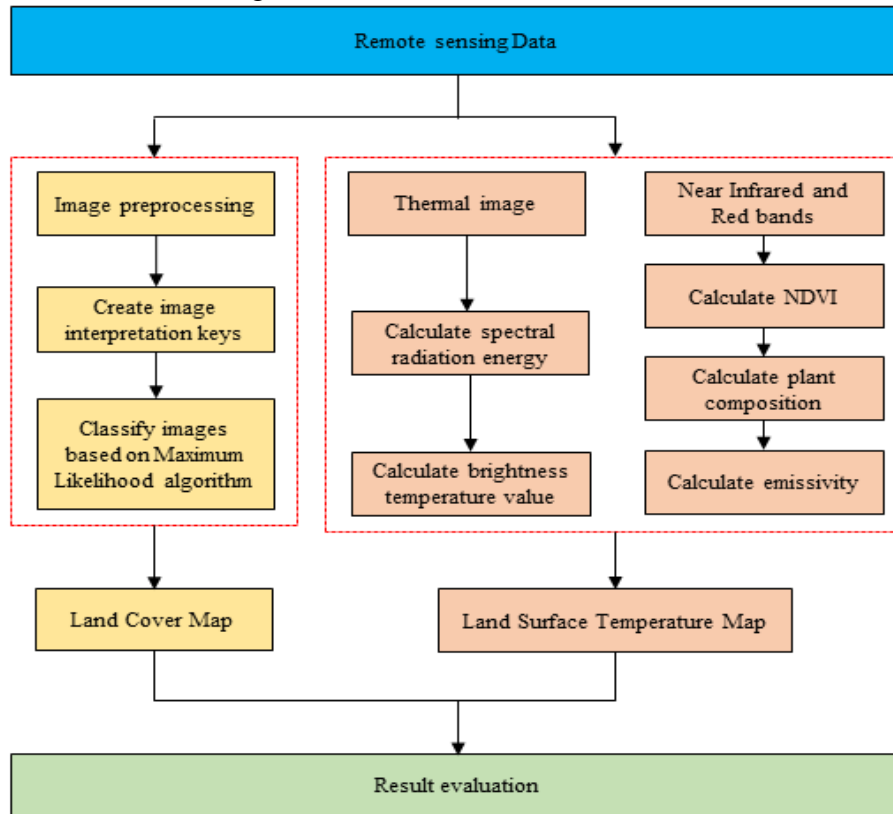 Remote sensing Data
Image preprocessing
Create image
interpretation keys
Classify images
based on Maximum
Likelihood algorithm
Land Cover Map
Thermal image
Calculate spectral
radiation energy
Calculate brightness
temperature value
Near Infrared and
Red bands
Calculate NDVI
Calculate plant
composition
Calculate emissivity
Land Surface Temperature Map
Result evaluation